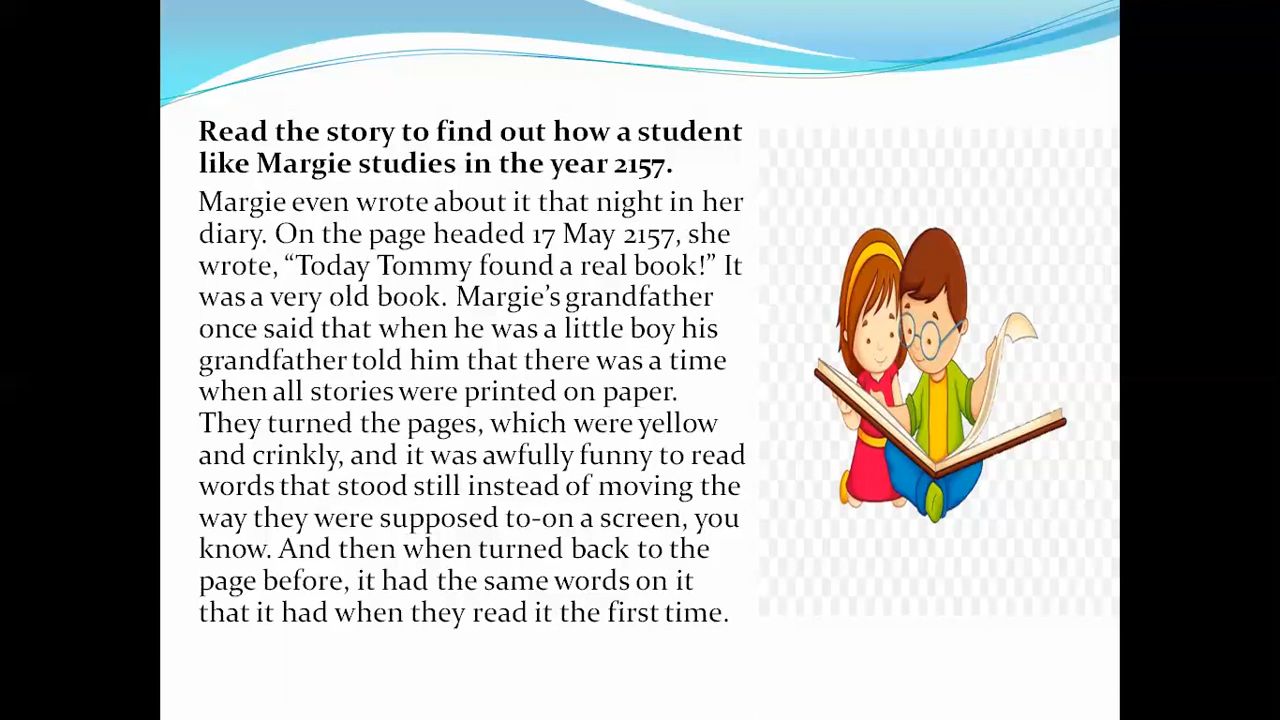 Read the story to find out how a student
like Margie studies in the year 2157.
Margie even wrote about it that night in her
diary. On the page headed 17 May 2157, she
wrote, “Today Tommy found a real book!” It
was a very old book. Margie’s grandfather
once said that when he was a little boy his
grandfather told him that there was a time
when all stories were printed on paper.
They turned the pages, which were yellow
and crinkly, and it was awfully funny to read
words that stood still instead of moving the
way they were supposed to-on a screen, you
know. And then when turned back to the
page before, it had the same words on it
that it had when they read it the first time.